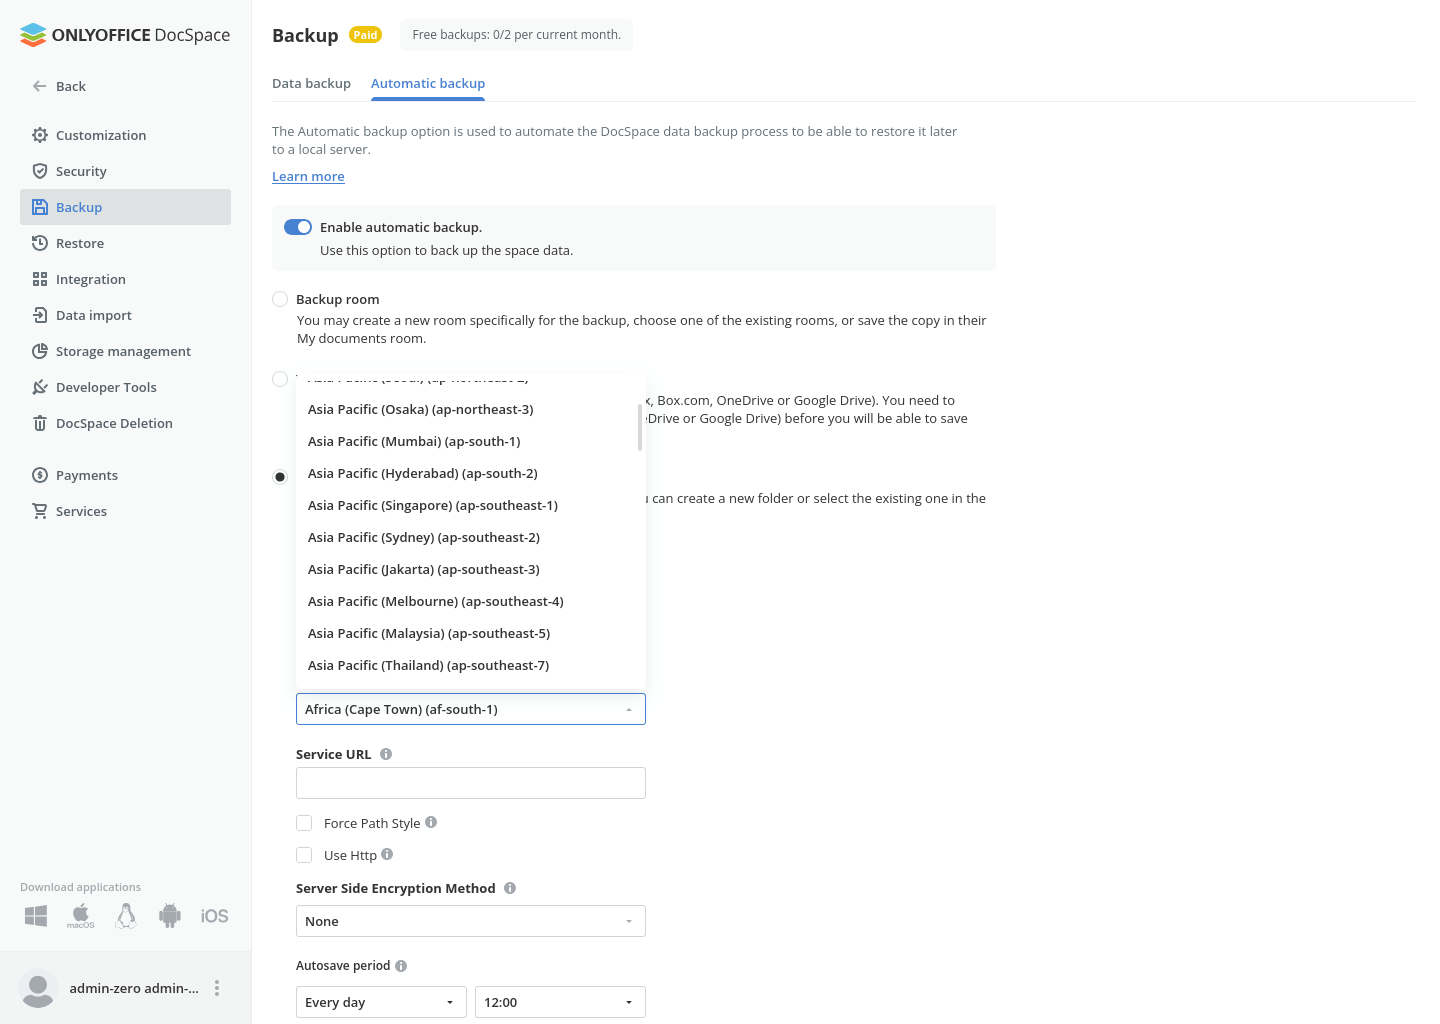 ONLYOFFICE DocSpace
Back
Customization
Security
Backup
Restore
Integration
Data import
Storage management
Developer Tools
DocSpace Deletion
Payments
Services
Download applications
macOS
iOS
admin-zero admin-...
Backup Paid Free backups: 0/2 per current month.
Data backup Automatic backup
The Automatic backup option is used to automate the DocSpace data backup process to be able to restore it later
to a local server.
Learn more
Enable automatic backup.
Use this option to back up the space data.
Backup room
You may create a new room specifically for the backup, choose one of the existing rooms, or save the copy in their
My documents room.
Asia Pacific (Seoul) (ap-northeast-2)
Asia Pacific (Osaka) (ap-northeast-3)
Asia Pacific (Mumbai) (ap-south-1)
Asia Pacific (Hyderabad) (ap-south-2)
Asia Pacific (Singapore) (ap-southeast-1)
Asia Pacific (Sydney) (ap-southeast-2)
Asia Pacific (Jakarta) (ap-southeast-3)
Asia Pacific (Melbourne) (ap-southeast-4)
Asia Pacific (Malaysia) (ap-southeast-5)
Asia Pacific (Thailand) (ap-southeast-7)
x, Box.com, OneDrive or Google Drive). You need to
eDrive or Google Drive) before you will be able to save
u can create a new folder or select the existing one in the
Africa (Cape Town) (af-south-1)
Service URL
Force Path Style
Use Http
Server Side Encryption Method
None
Autosave period
Every day 12:00